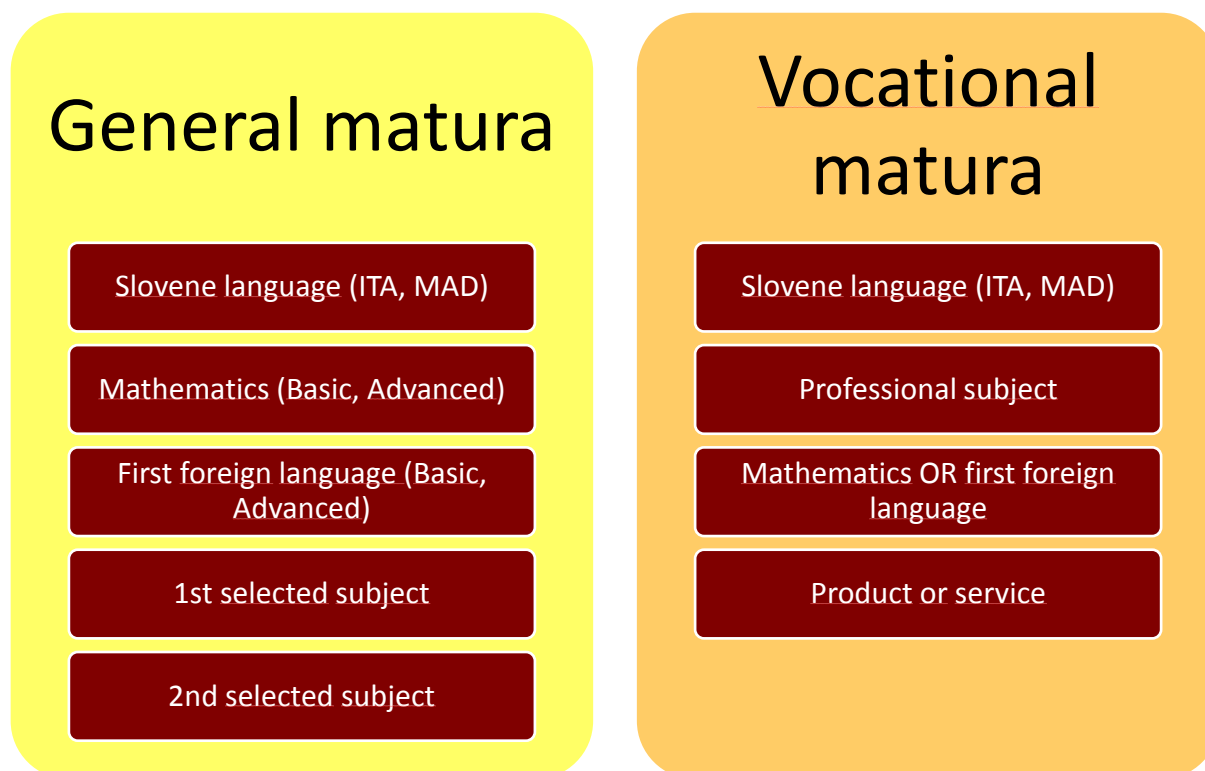 General matura
Slovene language (ITA, MAD)
Mathematics (Basic, Advanced)
First foreign language (Basic,
Advanced)
1st selected subject
2nd selected subject
Vocational
matura
Slovene language (ITA, MAD)
Professional subject
Mathematics OR first foreign
language
Product or service